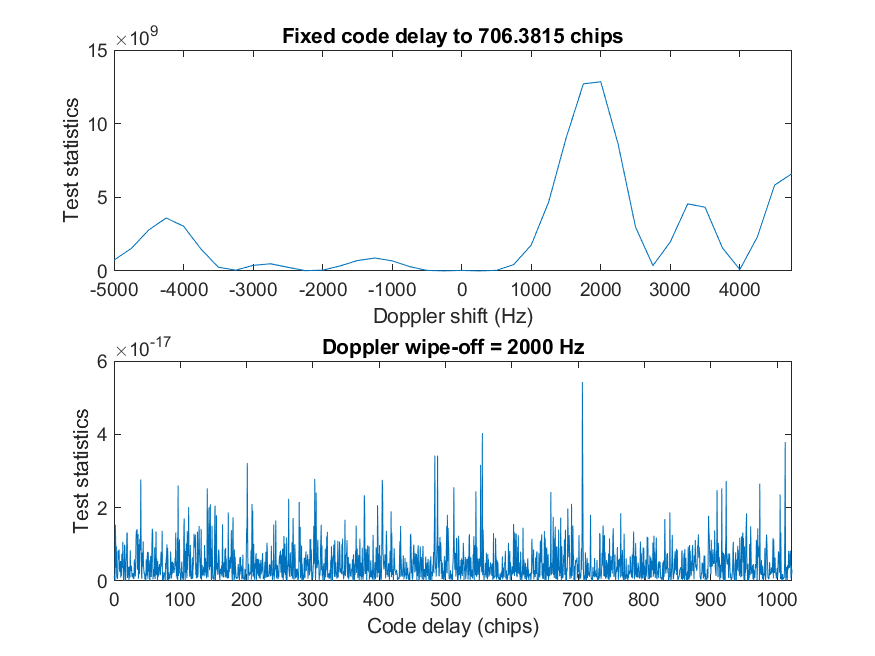 ×10^9
Fixed code delay to 706.3815 chips
15
10
5
0
Test statistics
-5000 -4000 -3000 -2000 -1000 0 1000 2000 3000 4000
Doppler shift (Hz)
×10^-17
Doppler wipe-off = 2000 Hz
6
4
2
0
Test statistics
0 100 200 300 400 500 600 700 800 900 1000
Code delay (chips)